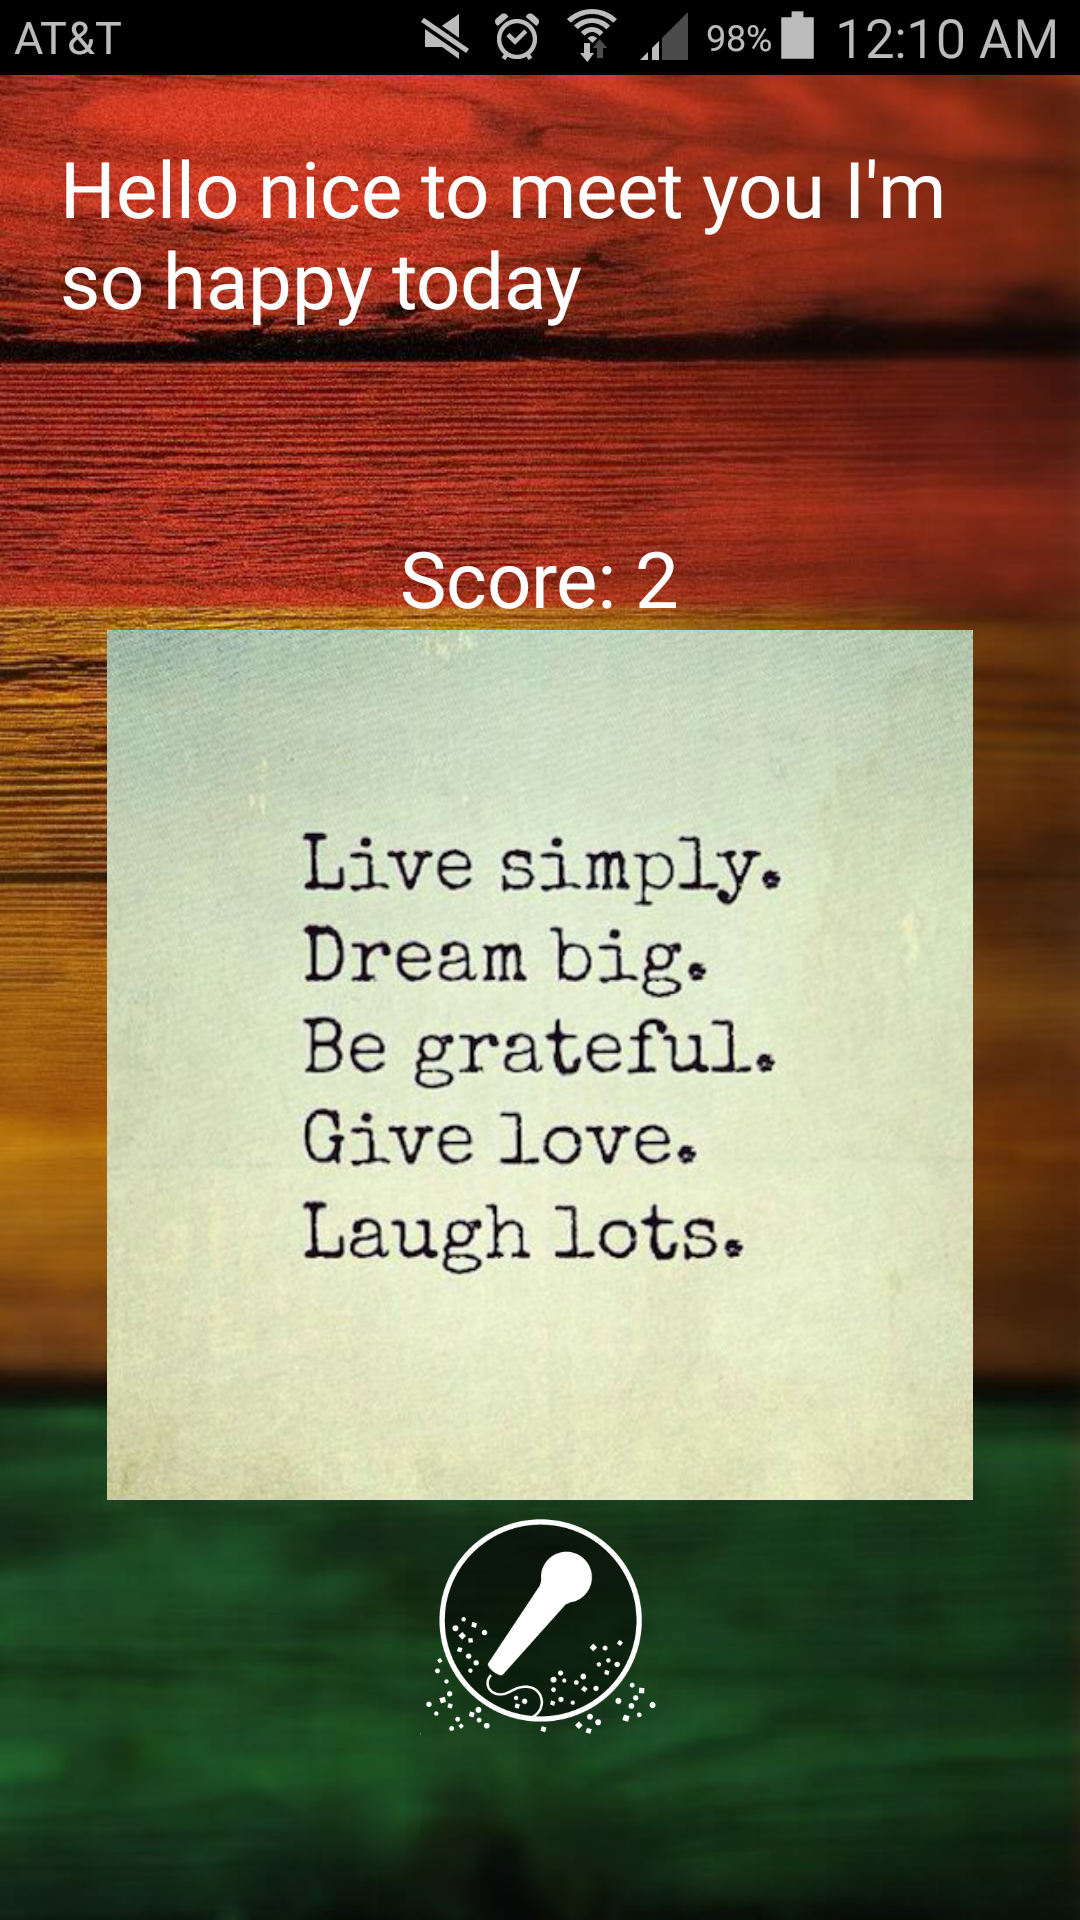 AT&T 98% 12:10 AM
Hello nice to meet you I'm
so happy today
Score: 2
Live simply.
Dream big.
Be grateful.
Give love.
Laugh lots.